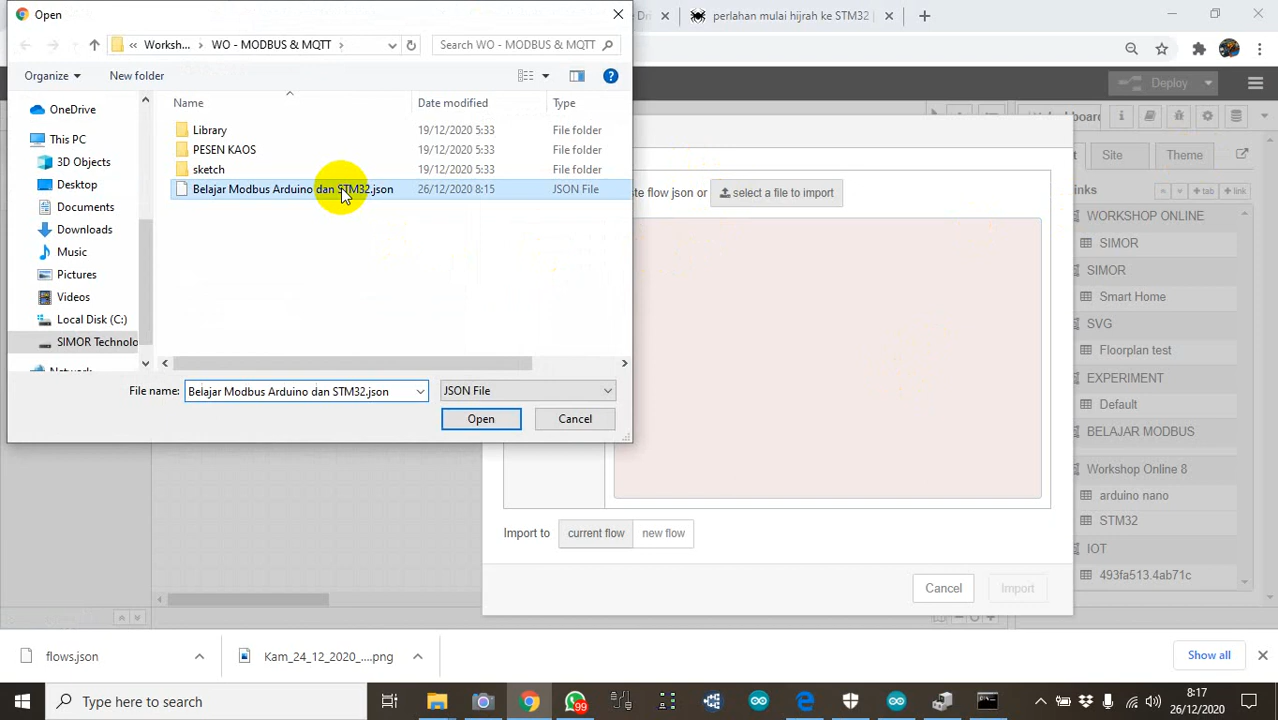 Open
e Dri
perlahan mulai hijrah ke STM32 |
« Worksh... > WO - MODBUS & MQTT >
Search WO - MODBUS & MQTT
Organize
New folder
Deploy
Name
Date modified
Type
OneDrive
This PC
3D Objects
Desktop
Documents
Downloads
Music
Pictures
Videos
Local Disk (C:)
SIMOR Technolo
Library 19/12/2020 5:33 File folder
PESEN KAOS 19/12/2020 5:33 File folder
sketch 19/12/2020 5:33 File folder
Belajar Modbus Arduino dan STM32.json 26/12/2020 8:15 JSON File
File name:
Belajar Modbus Arduino dan STM32.json
JSON File
Open
Cancel
ste flow json or
select a file to import
Import to
current flow
new flow
Cancel
Import
t
Site
Theme
inks
+ tab
+ link
WORKSHOP ONLINE
SIMOR
SIMOR
Smart Home
SVG
Floorplan test
EXPERIMENT
Default
BELAJAR MODBUS
Workshop Online 8
arduino nano
STM32
IOT
493fa513.4ab71c
flows.json
Kam_24_12_2020_....png
Show all
Type here to search
99
8:17
26/12/2020